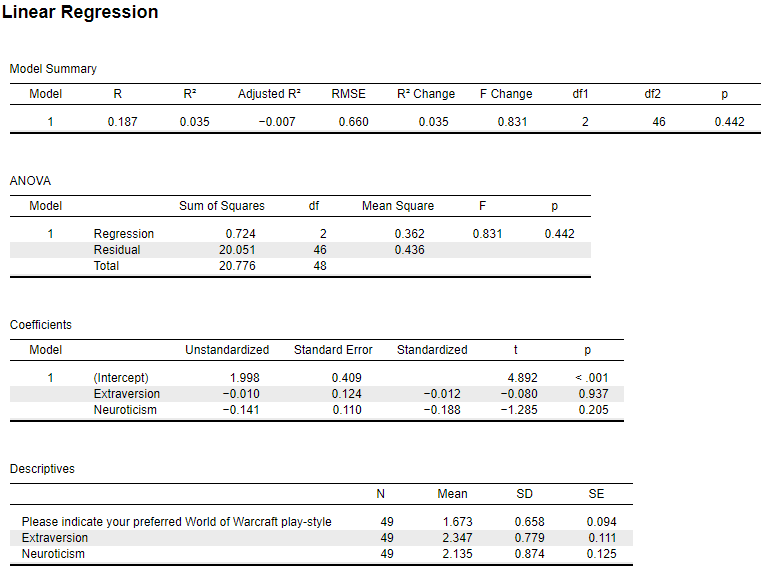 Linear Regression
Model Summary
Model R R² Adjusted R² RMSE R² Change F Change df1 df2 p
1 0.187 0.035 −0.007 0.660 0.035 0.831 2 46 0.442
ANOVA
Model Sum of Squares df Mean Square F p
1 Regression 0.724 2 0.362 0.831 0.442
Residual 20.051 46 0.436
Total 20.776 48
Coefficients
Model Unstandardized Standard Error Standardized t p
1 (Intercept) 1.998 0.409 4.892 < .001
Extraversion −0.010 0.124 −0.012 −0.080 0.937
Neuroticism −0.141 0.110 −0.188 −1.285 0.205
Descriptives
N Mean SD SE
Please indicate your preferred World of Warcraft play-style 49 1.673 0.658 0.094
Extraversion 49 2.347 0.779 0.111
Neuroticism 49 2.135 0.874 0.125